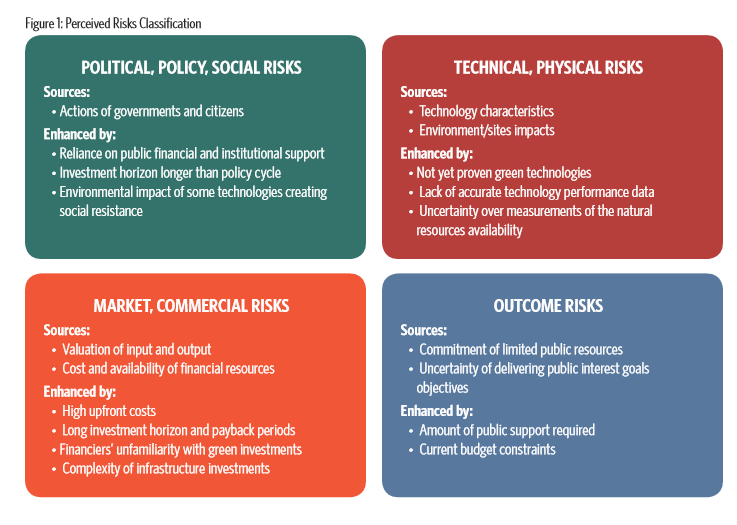 Figure 1: Perceived Risks Classification
POLITICAL, POLICY, SOCIAL RISKS
Sources:
• Actions of governments and citizens
Enhanced by:
• Reliance on public financial and institutional support
• Investment horizon longer than policy cycle
• Environmental impact of some technologies creating
social resistance
TECHNICAL, PHYSICAL RISKS
Sources:
• Technology characteristics
• Environment/sites impacts
Enhanced by:
• Not yet proven green technologies
• Lack of accurate technology performance data
• Uncertainty over measurements of the natural
resources availability
MARKET, COMMERCIAL RISKS
Sources:
• Valuation of input and output
• Cost and availability of financial resources
Enhanced by:
• High upfront costs
• Long investment horizon and payback periods
• Financiers' unfamiliarity with green investments
• Complexity of infrastructure investments
OUTCOME RISKS
Sources:
• Commitment of limited public resources
• Uncertainty of delivering public interest goals
objectives
Enhanced by:
• Amount of public support required
• Current budget constraints